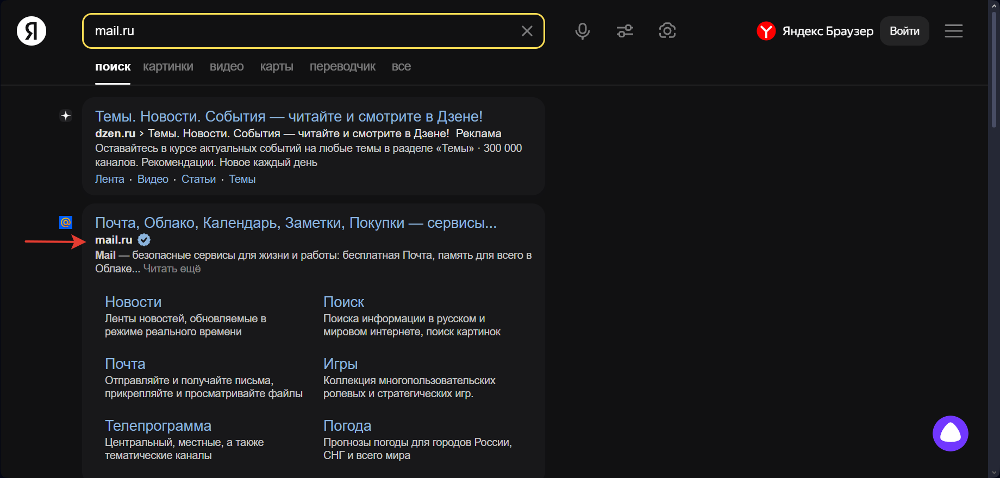 Я
mail.ru
Яндекс Браузер
Войти
поиск картинки видео карты переводчик все
Темы. Новости. События — читайте и смотрите в Дзене!
dzen.ru › Темы. Новости. События — читайте и смотрите в Дзене! Реклама
Оставайтесь в курсе актуальных событий на любые темы в разделе «Темы» · 300 000
каналов. Рекомендации. Новое каждый день
Лента · Видео · Статьи · Темы
Почта, Облако, Календарь, Заметки, Покупки — сервисы...
mail.ru
Mail — безопасные сервисы для жизни и работы: бесплатная Почта, память для всего в
Облаке... Читать ещё
Новости
Ленты новостей, обновляемые в
режиме реального времени
Поиск
Поиска информации в русском и
мировом интернете, поиск картинок
Почта
Отправляйте и получайте письма,
прикрепляйте и просматривайте файлы
Игры
Коллекция многопользовательских
ролевых и стратегических игр.
Телепрограмма
Центральный, местные, а также
тематические каналы
Погода
Прогнозы погоды для городов России,
СНГ и всего мира